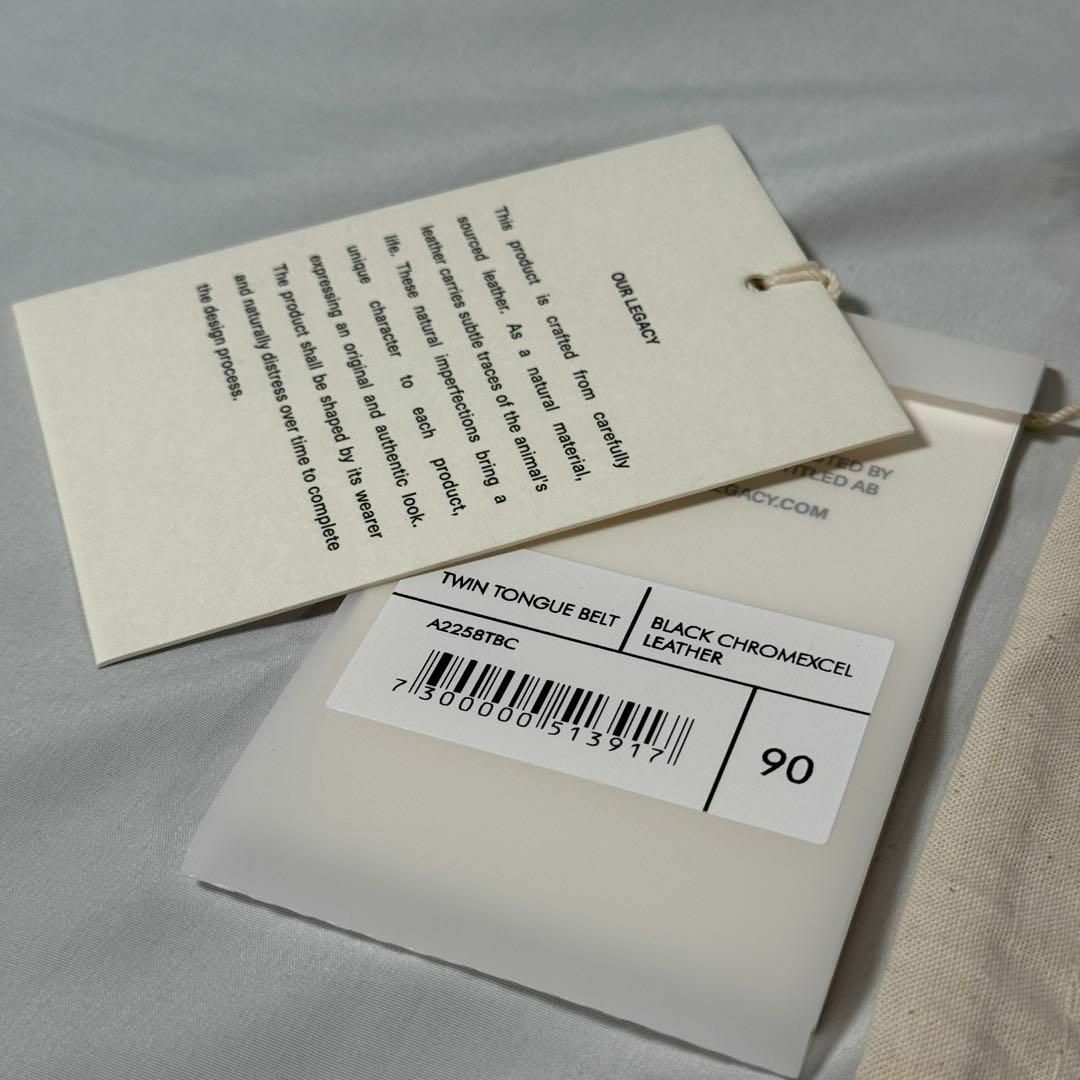 OUR LEGACY
This product is crafted from carefully
sourced leather. As a natural material,
leather carries subtle traces of the animal's
life. These natural imperfections bring a
unique character to each product,
expressing an original and authentic look.
The product shall be shaped by its wearer
and naturally distress over time to complete
the design process.
BY
AB
TWIN TONGUE BELT
BLACK CHROMEXCEL
LEATHER
A2258TBC
7 300000 513917
90